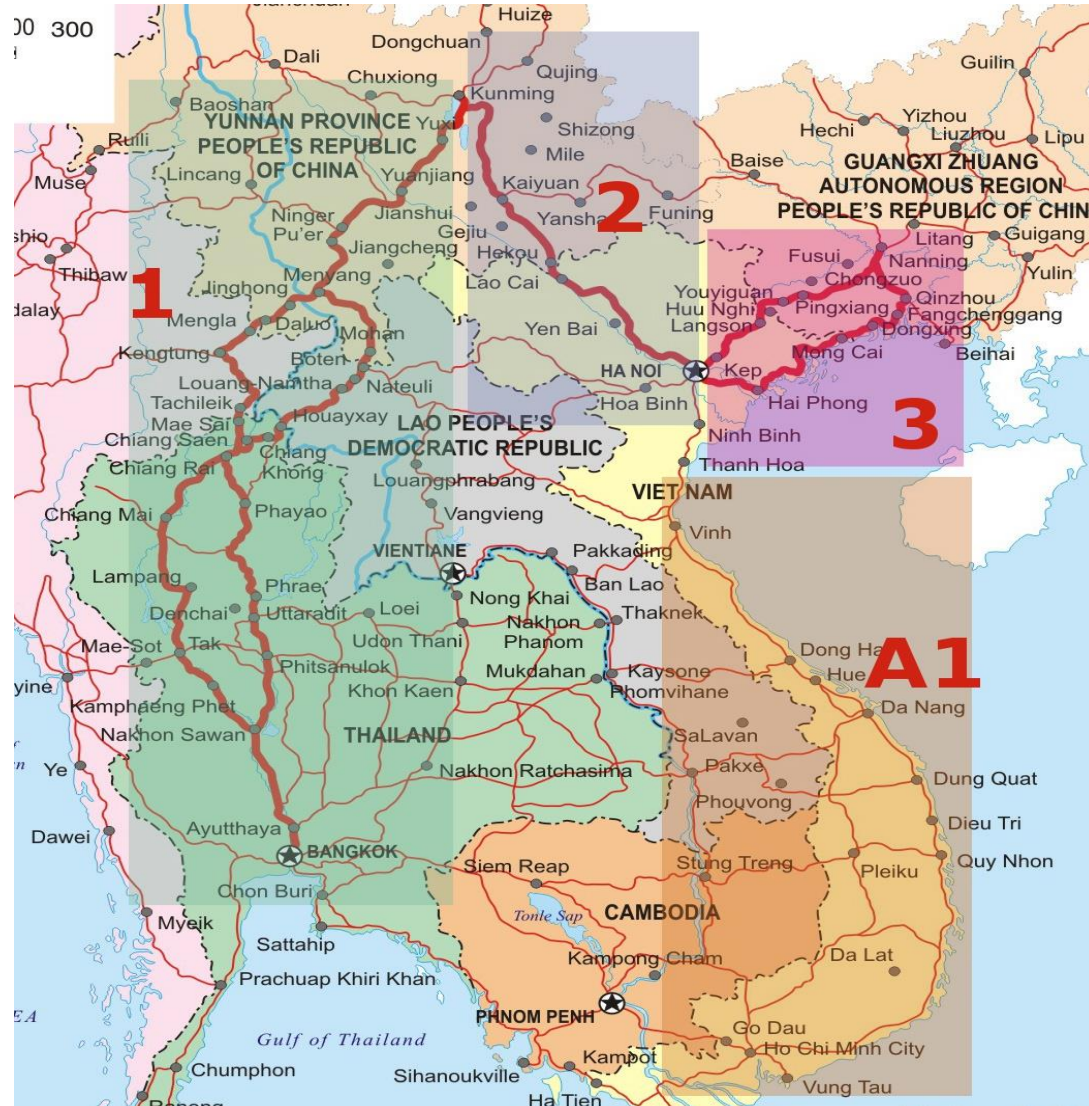 00 300
Huize
Dongchuan
Dali
Qujing
Guilin
Chuxiong
Kunming
Baoshan
YUNNAN PROVINCE
PEOPLE'S REPUBLIC
OF CHINA
Yuxi
Shizong
Yizhou
Hechi
Liuzhou
Lipu
Ruili
Mile
Baise
GUANGXI ZHUANG
AUTONOMOUS REGION
PEOPLE'S REPUBLIC OF CHIN
Muse
Lincang
Yuanjiang
Kaiyuan
2
Yansha
Funing
Ninger
Jianshui
Pu'er
Gejiu
Litang
Guigang
Jiangcheng
Hekou
Fusui
Nanning
Yulin
shio
Thibaw
1
Menyang
Lao Cai
Chongzuo
dalay
Jinghong
Youyiguan
Pingxiang
Qinzhou
Huu Nghi
Fangchenggang
Mengla
Daluo
Mohan
Yen Bai
Langson
Dongxing
Kengtung
Boten
Mong Cai
Beihai
HA NOI
Kep
Louang-Namtha
Nateuli
Hoa Binh
Hai Phong
Tachileik
Houayxay
Mae Sai
LAO PEOPLE'S
DEMOCRATIC REPUBLIC
3
Chiang Saen
Chiang
Khong
Ninh Binh
Chiang Rai
Thanh Hoa
Louangphrabang
VIET NAM
Chiang Mai
Phayao
Vangvieng
Vinh
VIENTIANE
Pakkading
Lampang
Phrae
Ban Lao
Nong Khai
Denchai
Uttaradit
Loei
Thaknek
Udon Thani
Nakhon
Phanom
Mae-Sot
Tak
Dong Ha
A1
Phitsanulok
Mukdahan
Kaysone
Phomvihane
Hue
yine
Khon Kaen
Kamphaeng Phet
Da Nang
Nakhon Sawan
THAILAND
SaLavan
Ye
Nakhon Ratchasima
Pakxe
Dung Quat
Phouvong
Dawei
Ayutthaya
Dieu Tri
BANGKOK
Siem Reap
Stung Treng
Quy Nhon
Pleiku
Chon Buri
Tonle Sap
CAMBODIA
Myeik
Sattahip
Kampong Cham
Da Lat
Prachuap Khiri Khan
PHNOM PENH
EA
Go Dau
Gulf of Thailand
Ho Chi Minh City
Kampot
Chumphon
Sihanoukville
Vung Tau
Ha Tien